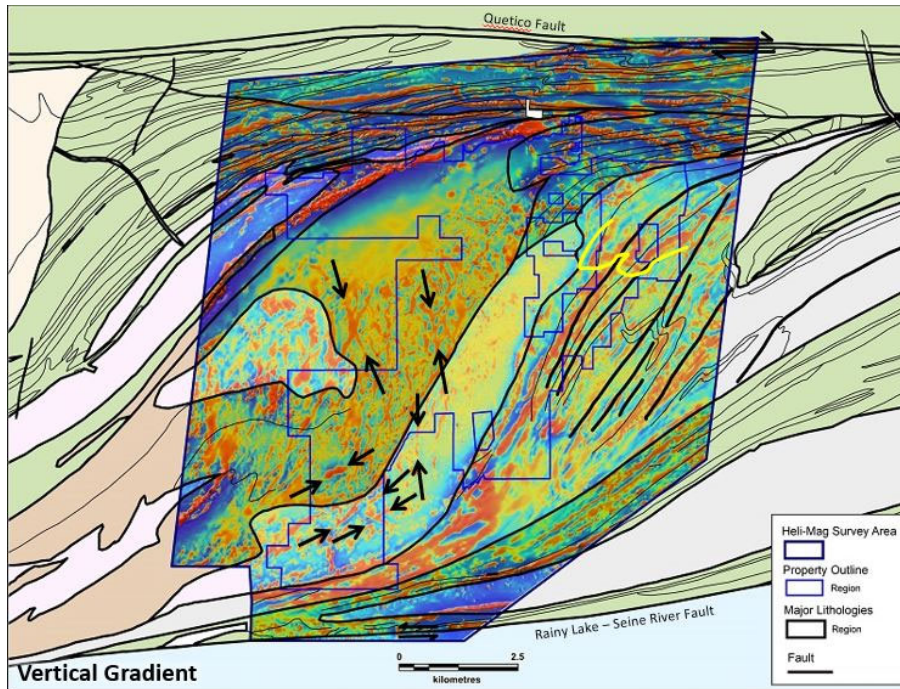 Quetico Fault
Heli-Mag Survey Area
Property Outline
Region
Major Lithologies
Region
Fault
Rainy Lake – Seine River Fault
Vertical Gradient
0 2.5
kilometres